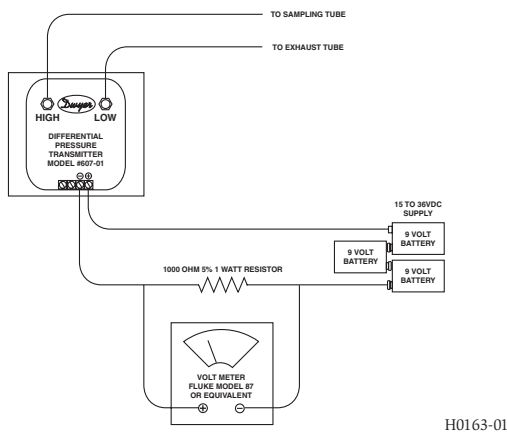 TO SAMPLING TUBE
TO EXHAUST TUBE
Dwyer
HIGH
LOW
DIFFERENTIAL
PRESSURE
TRANSMITTER
MODEL #607-01
⊖⊕
15 TO 36VDC
SUPPLY
9 VOLT
BATTERY
9 VOLT
BATTERY
9 VOLT
BATTERY
1000 OHM 5% 1 WATT RESISTOR
VOLT METER
FLUKE MODEL 87
OR EQUIVALENT
⊕ ⊖
H0163-01